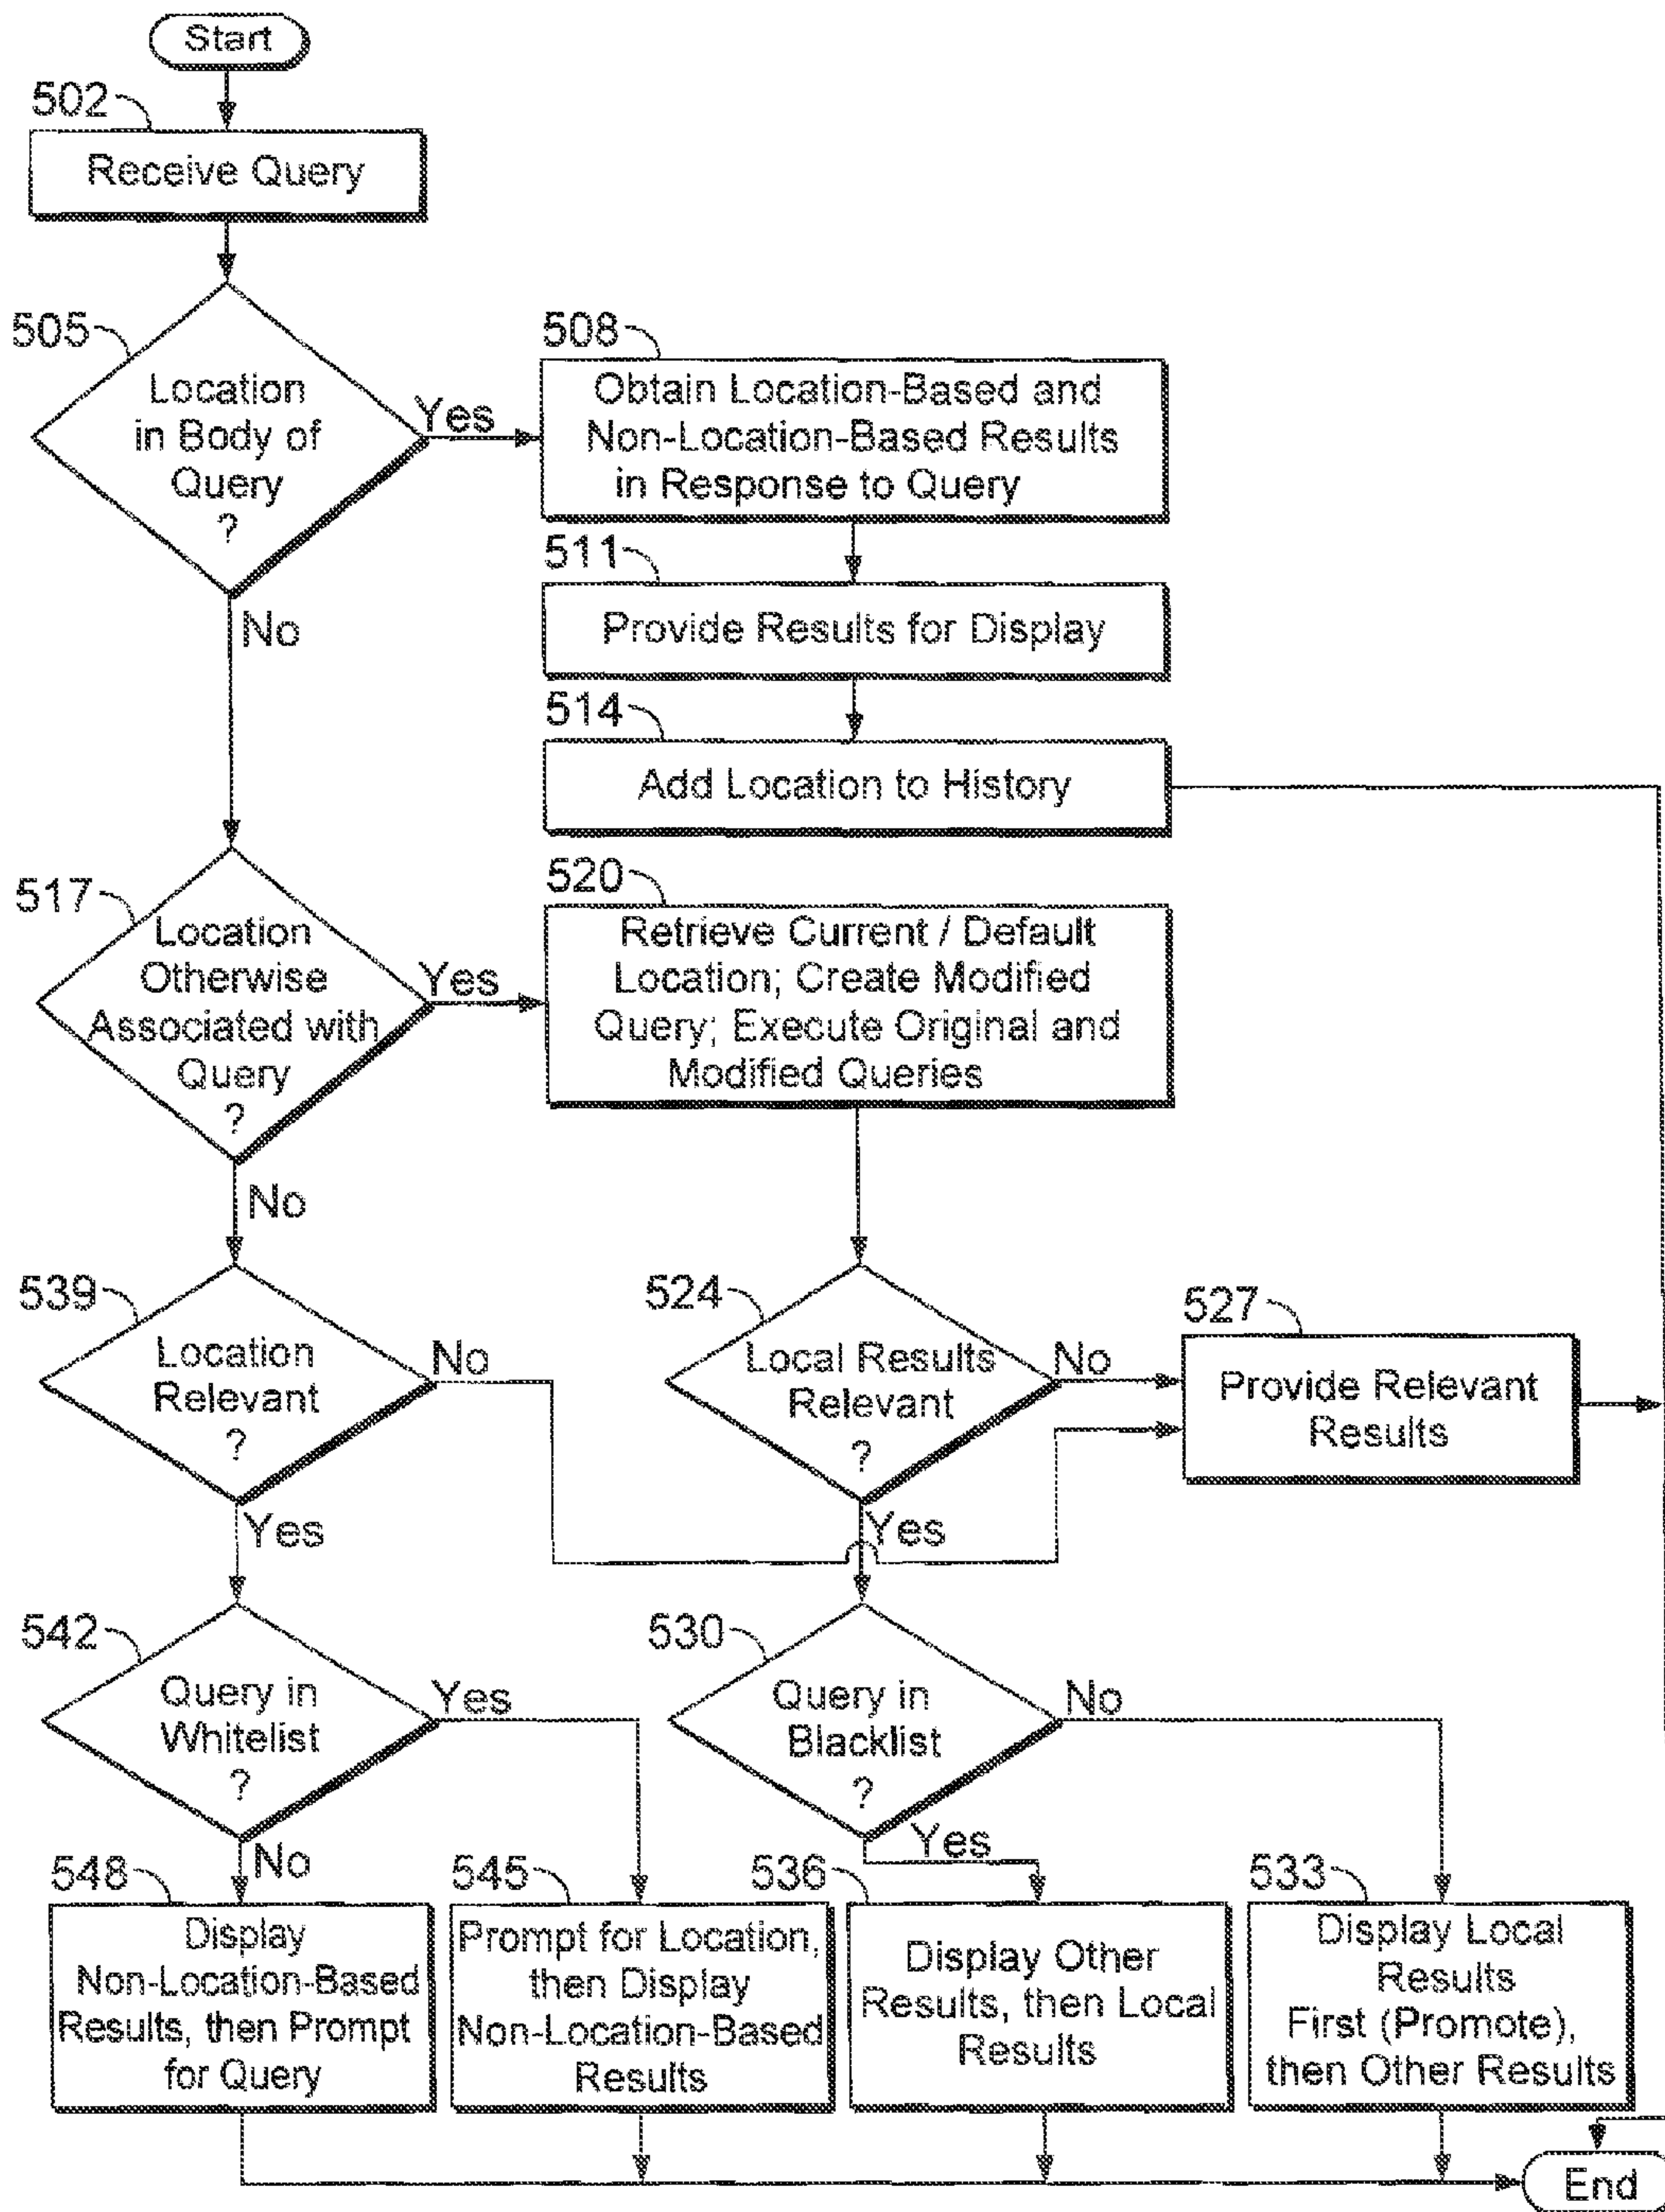 Start
502
Receive Query
505
Location
in Body of
Query
?
Yes
No
508
Obtain Location-Based and
Non-Location-Based Results
in Response to Query
511
Provide Results for Display
514
Add Location to History
517
Location
Otherwise
Associated with
Query
?
Yes
No
520
Retrieve Current / Default
Location; Create Modified
Query; Execute Original and
Modified Queries
539
Location
Relevant
?
No
Yes
524
Local Results
Relevant
?
No
Yes
527
Provide Relevant
Results
542
Query in
Whitelist
?
Yes
No
530
Query in
Blacklist
?
No
Yes
548
Display
Non-Location-Based
Results, then Prompt
for Query
545
Prompt for Location,
then Display
Non-Location-Based
Results
536
Display Other
Results, then Local
Results
533
Display Local
Results
First (Promote),
then Other Results
End